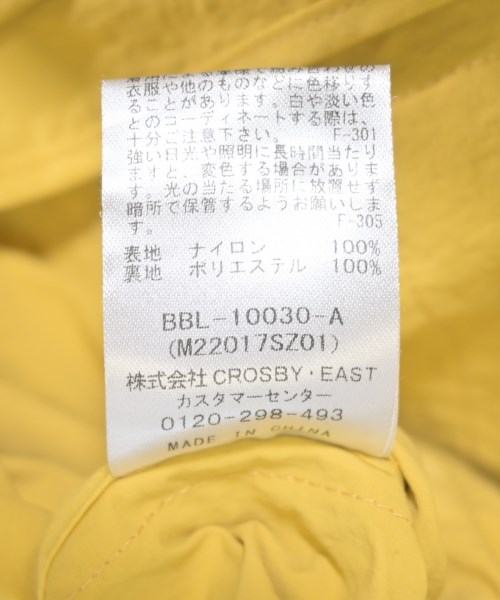 衣服や他のものなどに色移りす
ることがあります。白や淡い色
とのコーディネートする際は、
十分ご注意下さい。 F-301
強い日光や照明に長時間当たり
ますと、変色する場合がありま
す。光の当たる場所に放置せず
暗所で保管するようお願いしま
す。 F-305
表地 ナイロン 100%
裏地 ポリエステル 100%
BBL-10030-A
(M22017SZ01)
株式会社CROSBY・EAST
カスタマーセンター
0120-298-493
MADE IN CHINA